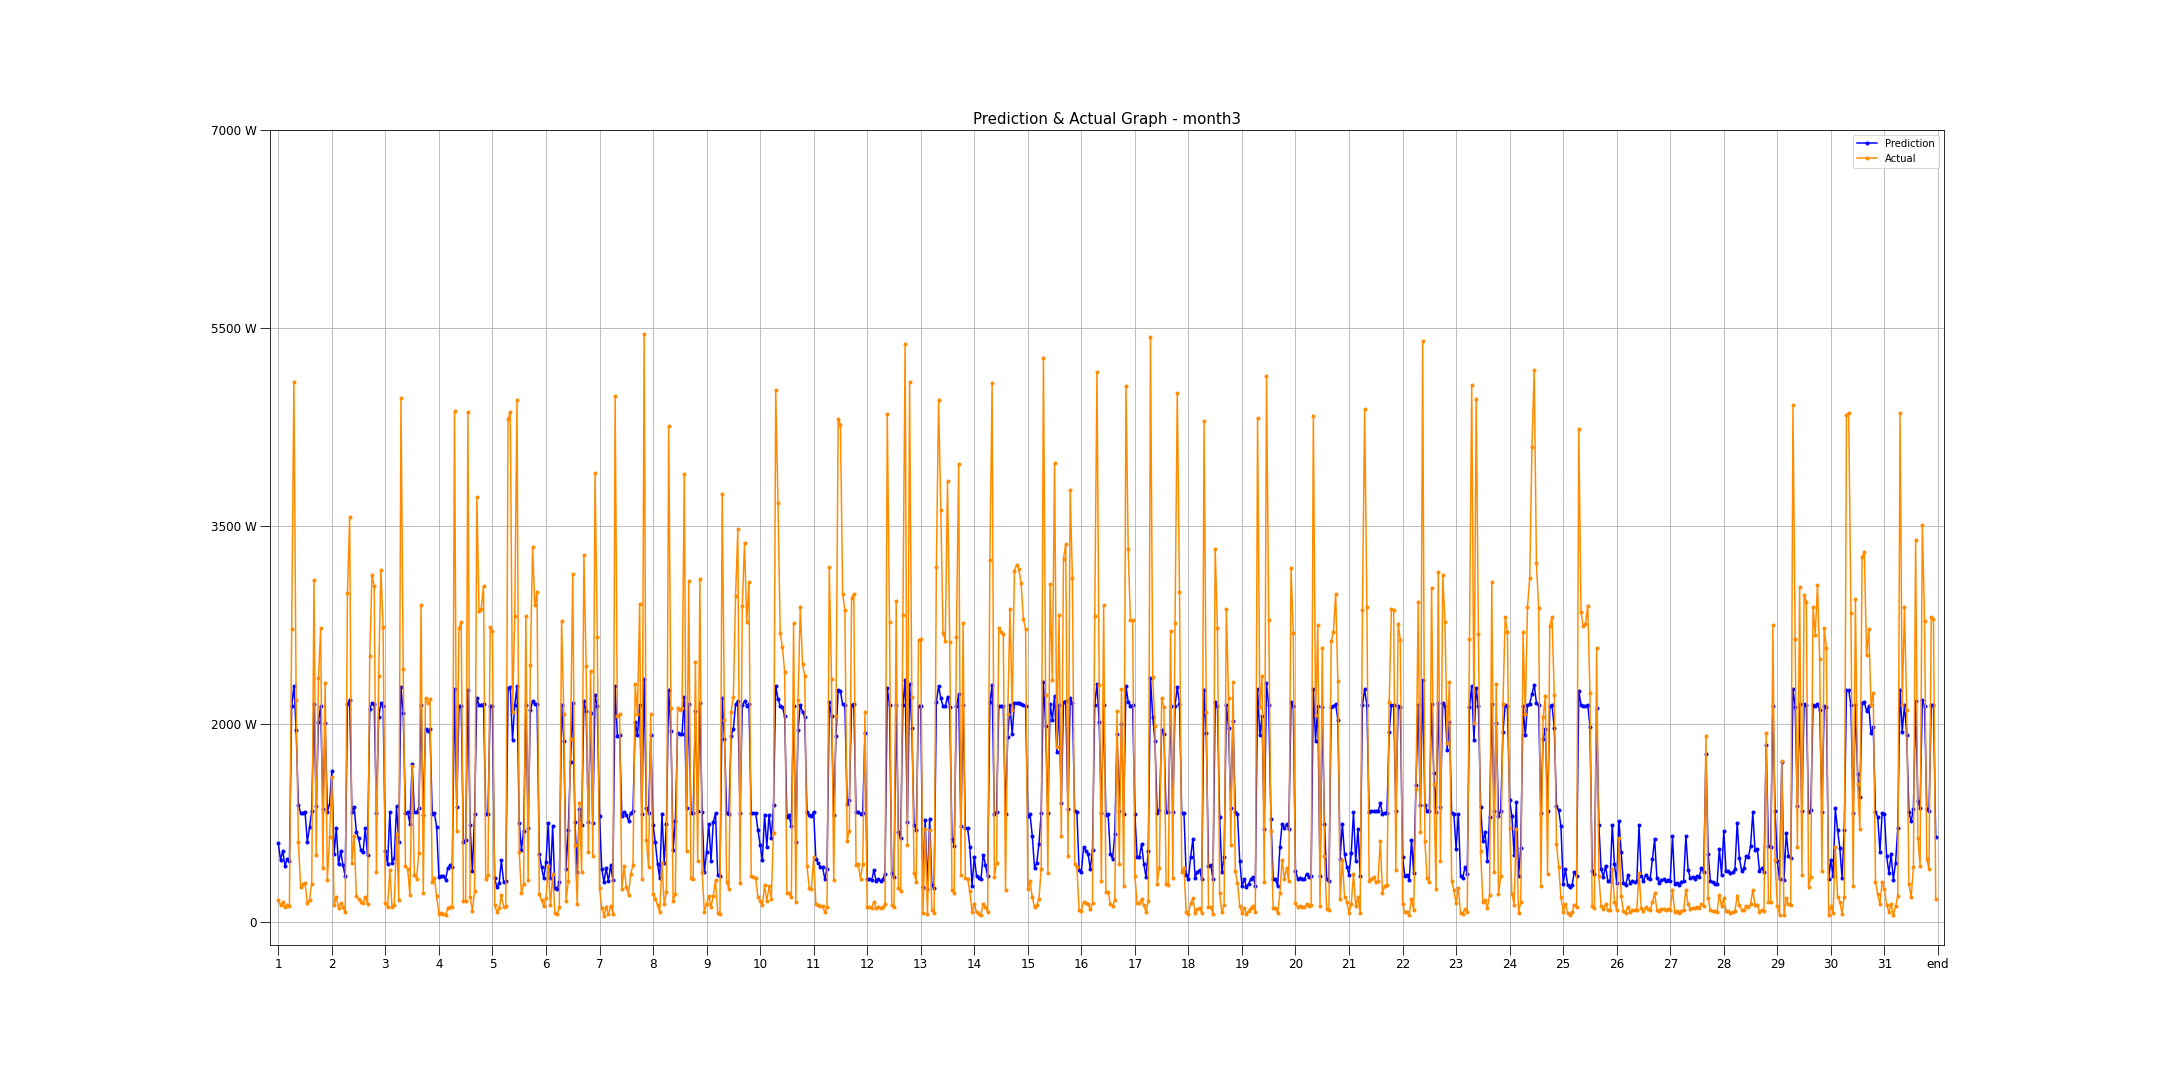 Prediction & Actual Graph - month3
7000 W
Prediction
Actual
5500 W
3500 W
2000 W
0
1 2 3 4 5 6 7 8 9 10 11 12 13 14 15 16 17 18 19 20 21 22 23 24 25 26 27 28 29 30 31 end